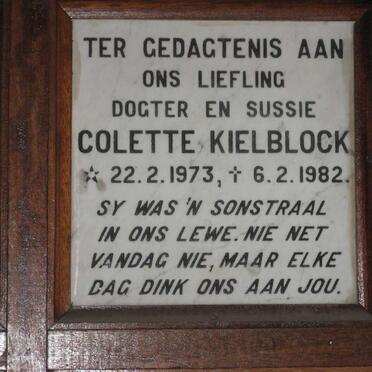 TER GEDAGTENIS AAN
ONS LIEFLING
DOGTER EN SUSSIE
COLETTE KIELBLOCK
☆ 22.2.1973, † 6.2.1982.
SY WAS 'N SONSTRAAL
IN ONS LEWE. NIE NET
VANDAG NIE, MAAR ELKE
DAG DINK ONS AAN JOU.